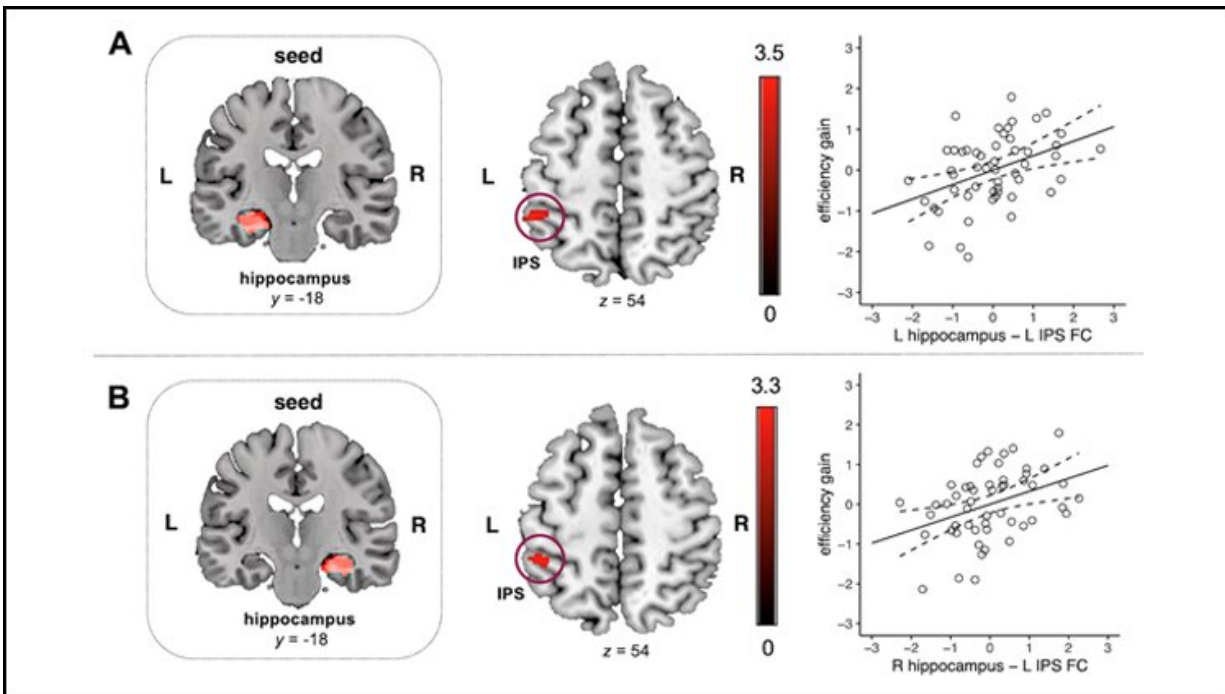 A
seed
L
R
hippocampus
y = -18
L
R
IPS
z = 54
3.5
0
efficiency gain
3
2
1
0
−1
−2
−3
−3 −2 −1 0 1 2 3
L hippocampus − L IPS FC
B
seed
L
R
hippocampus
y = -18
L
R
IPS
z = 54
3.3
0
efficiency gain
3
2
1
0
−1
−2
−3
−3 −2 −1 0 1 2 3
R hippocampus − L IPS FC